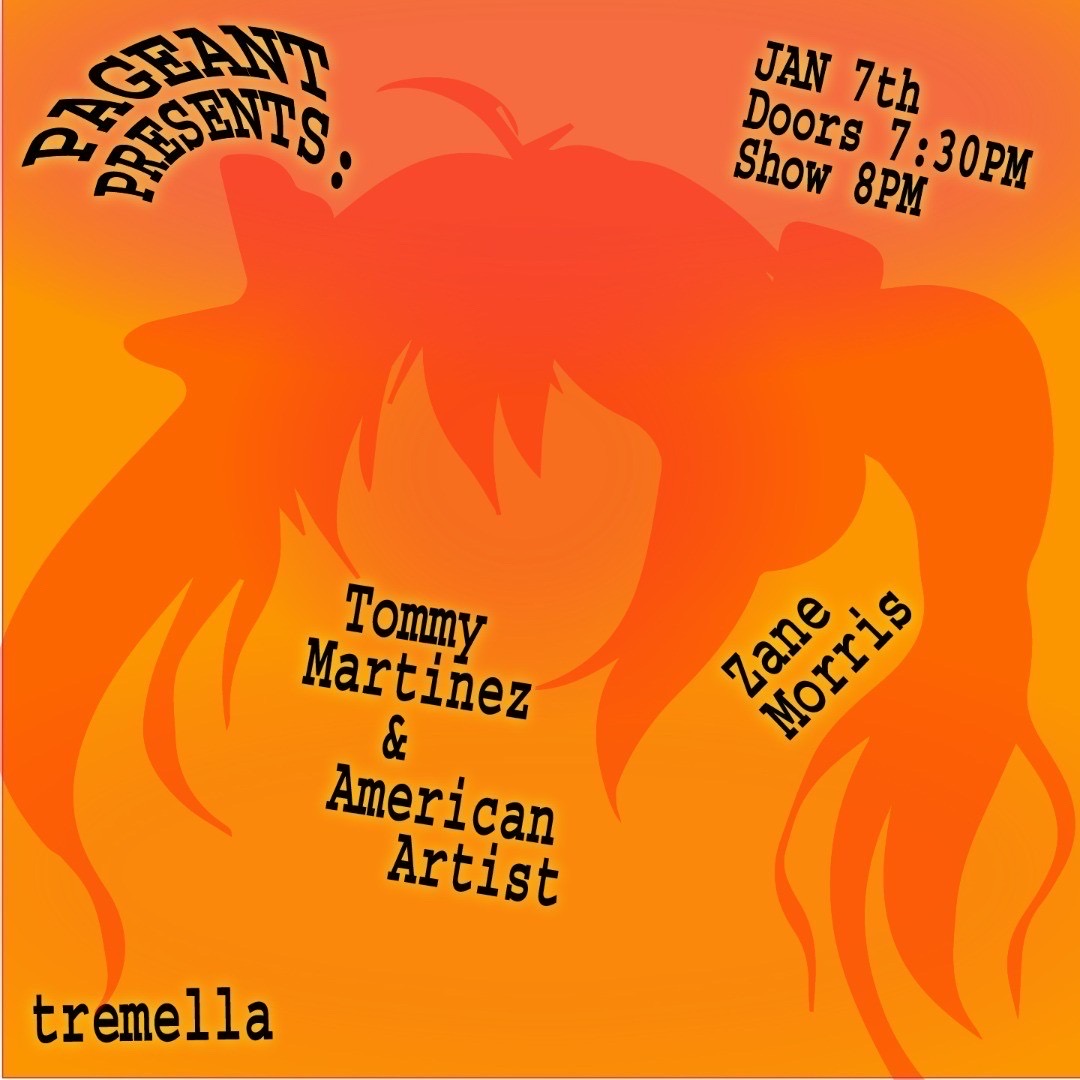 PAGEANT
PRESENTS:
JAN 7th
Doors 7:30PM
Show 8PM
Tommy
Martinez
&
American
Artist
Zane
Morris
tremella